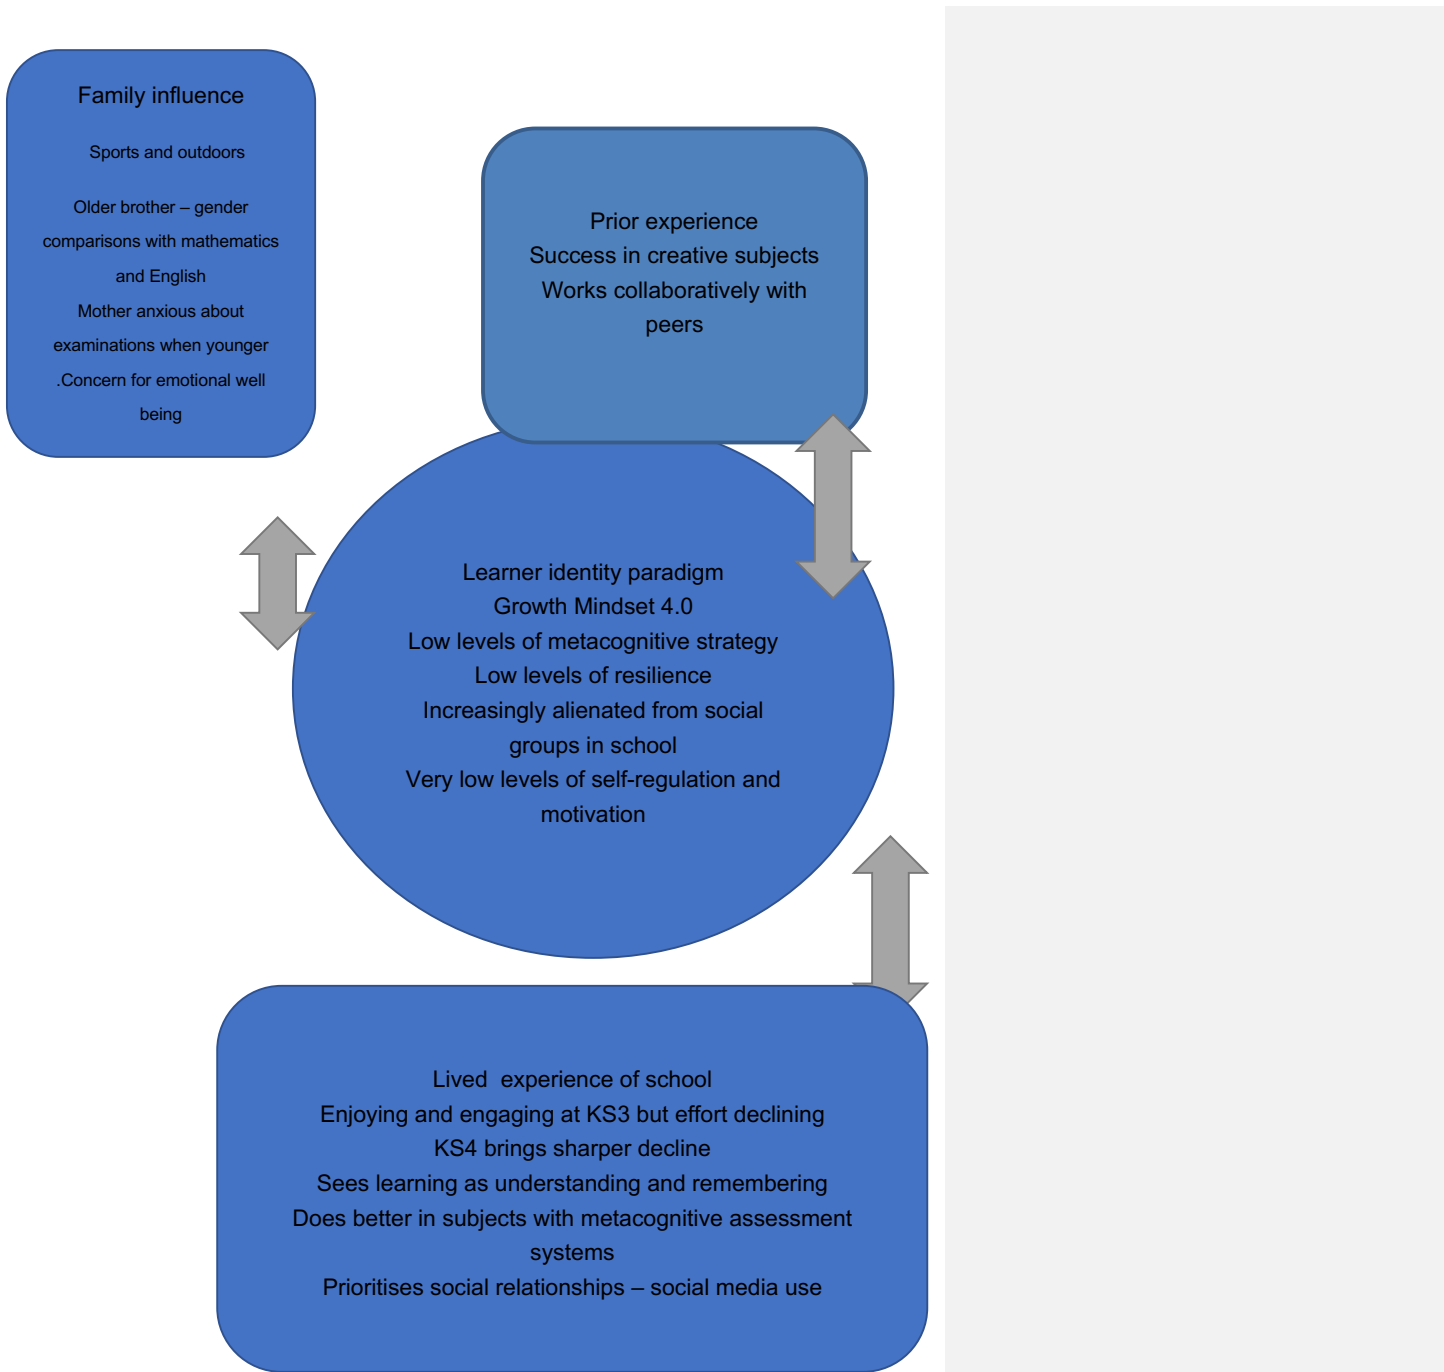 Family influence
Sports and outdoors
Older brother – gender
comparisons with mathematics
and English
Mother anxious about
examinations when younger
.Concern for emotional well
being
Prior experience
Success in creative subjects
Works collaboratively with
peers
Learner identity paradigm
Growth Mindset 4.0
Low levels of metacognitive strategy
Low levels of resilience
Increasingly alienated from social
groups in school
Very low levels of self-regulation and
motivation
Lived  experience of school
Enjoying and engaging at KS3 but effort declining
KS4 brings sharper decline
Sees learning as understanding and remembering
Does better in subjects with metacognitive assessment
systems
Prioritises social relationships – social media use